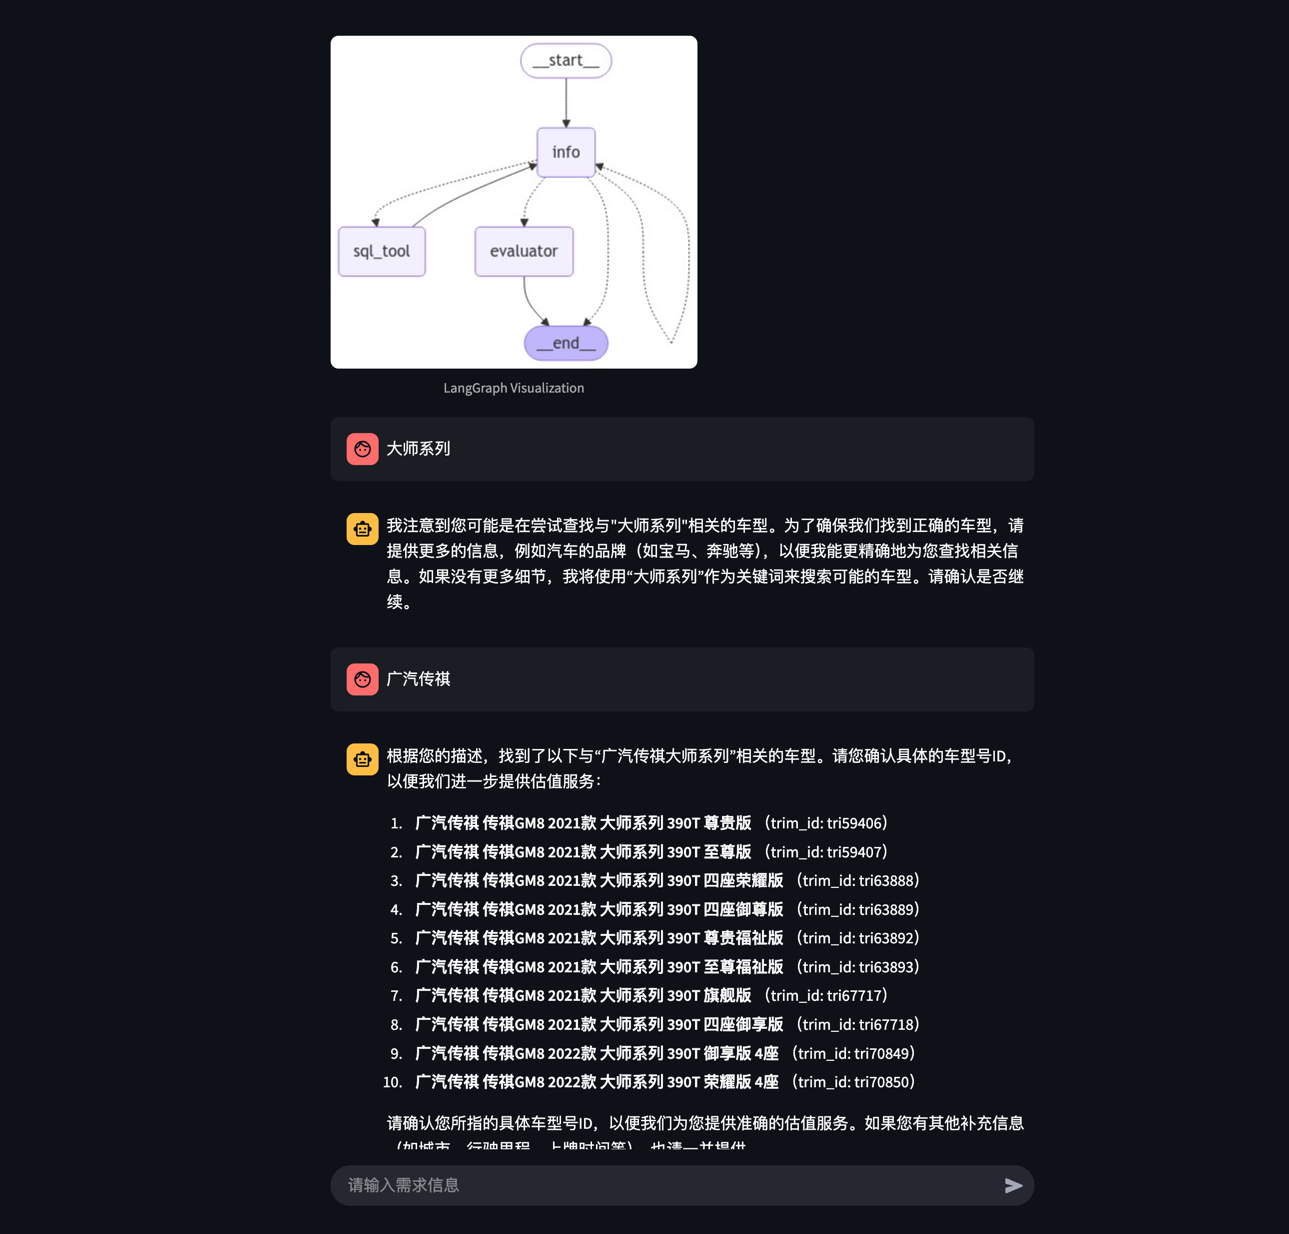 __start__
info
sql_tool
evaluator
__end__
LangGraph Visualization
大师系列
我注意到您可能是在尝试查找与"大师系列"相关的车型。为了确保我们找到正确的车型，请
提供更多的信息，例如汽车的品牌（如宝马、奔驰等），以便我能更精确地为您查找相关信
息。如果没有更多细节，我将使用“大师系列”作为关键词来搜索可能的车型。请确认是否继
续。
广汽传祺
根据您的描述，找到了以下与“广汽传祺大师系列”相关的车型。请您确认具体的车型号ID，
以便我们进一步提供估值服务：
1. 广汽传祺 传祺GM8 2021款 大师系列 390T 尊贵版 （trim_id: tri59406）
2. 广汽传祺 传祺GM8 2021款 大师系列 390T 至尊版 （trim_id: tri59407）
3. 广汽传祺 传祺GM8 2021款 大师系列 390T 四座荣耀版 （trim_id: tri63888）
4. 广汽传祺 传祺GM8 2021款 大师系列 390T 四座御尊版 （trim_id: tri63889）
5. 广汽传祺 传祺GM8 2021款 大师系列 390T 尊贵福祉版 （trim_id: tri63892）
6. 广汽传祺 传祺GM8 2021款 大师系列 390T 至尊福祉版 （trim_id: tri63893）
7. 广汽传祺 传祺GM8 2021款 大师系列 390T 旗舰版 （trim_id: tri67717）
8. 广汽传祺 传祺GM8 2021款 大师系列 390T 四座御享版 （trim_id: tri67718）
9. 广汽传祺 传祺GM8 2022款 大师系列 390T 御享版 4座 （trim_id: tri70849）
10. 广汽传祺 传祺GM8 2022款 大师系列 390T 荣耀版 4座 （trim_id: tri70850）
请确认您所指的具体车型号ID，以便我们为您提供准确的估值服务。如果您有其他补充信息
（如城市、行驶里程、上牌时间等），也请一并提供
请输入需求信息